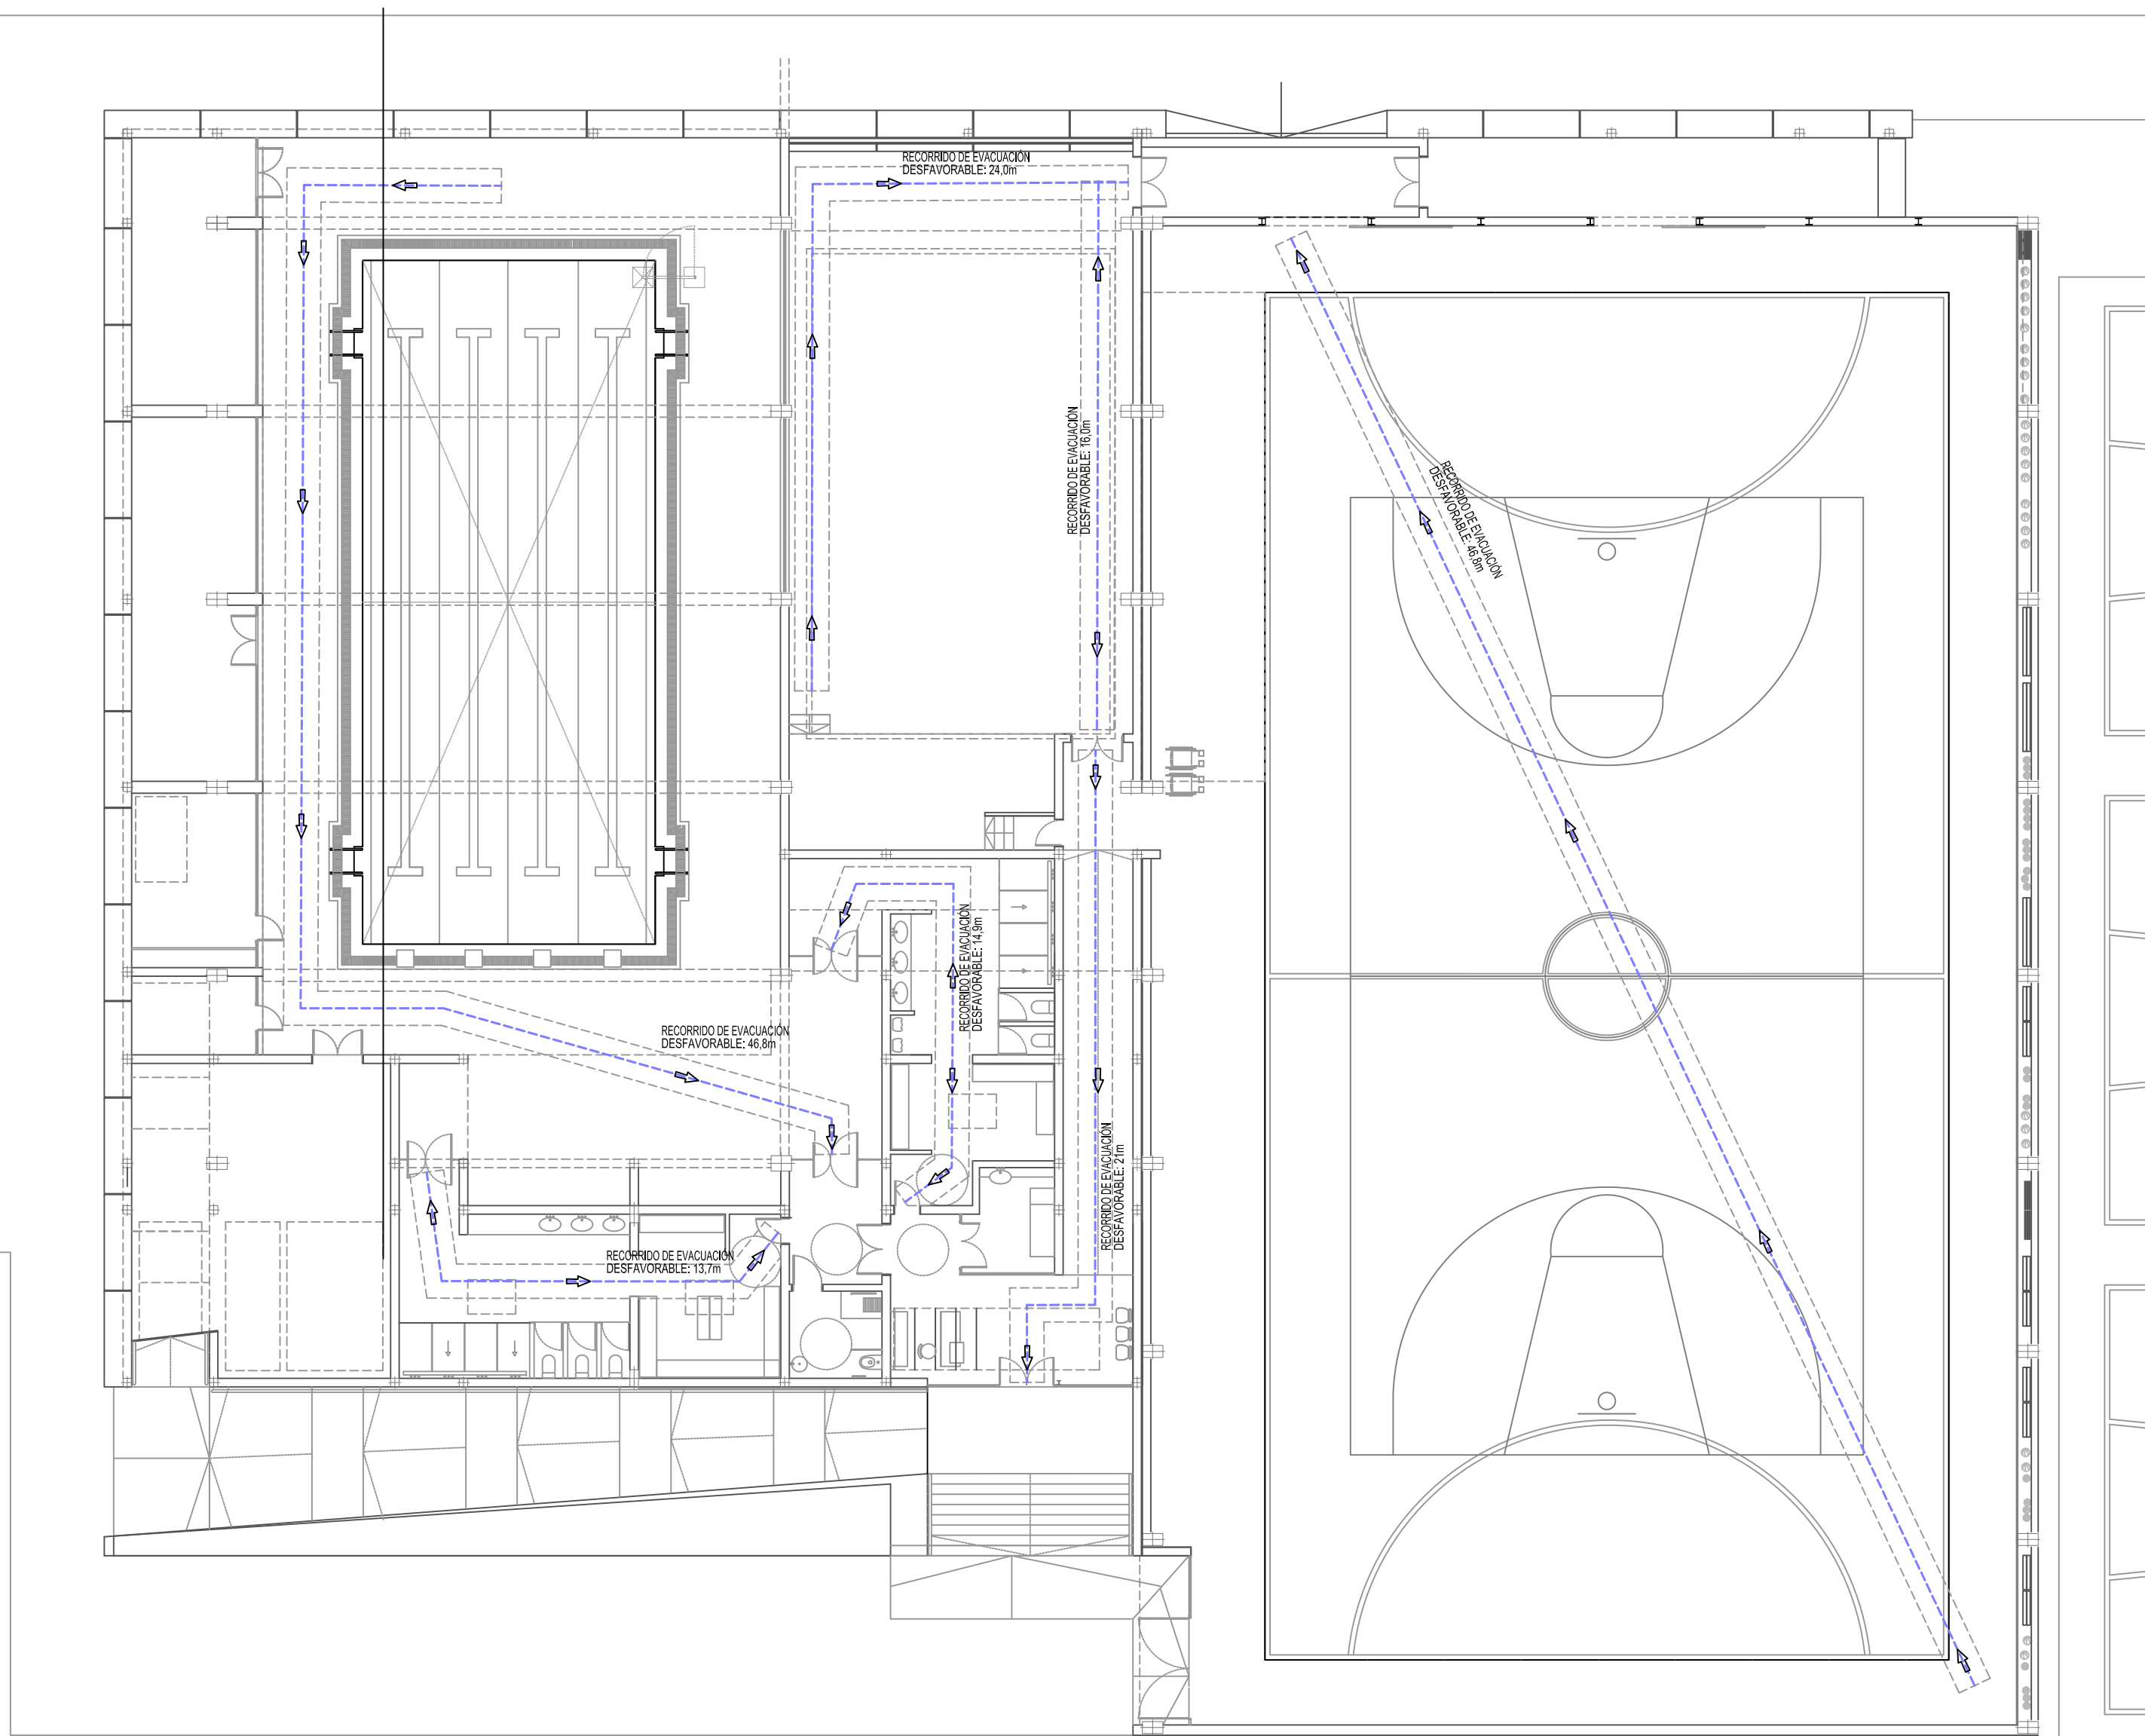 RECORRIDO DE EVACUACIÓN
DESFAVORABLE: 24,0m
RECORRIDO DE EVACUACIÓN
DESFAVORABLE: 16,0m
RECORRIDO DE EVACUACIÓN
DESFAVORABLE: 46,8m
RECORRIDO DE EVACUACIÓN
DESFAVORABLE: 14,9m
RECORRIDO DE EVACUACIÓN
DESFAVORABLE: 46,8m
RECORRIDO DE EVACUACIÓN
DESFAVORABLE: 21m
RECORRIDO DE EVACUACIÓN
DESFAVORABLE: 13,7m